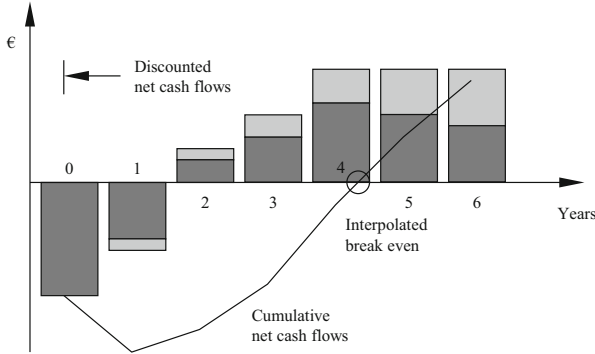 €
Discounted
net cash flows
0
1
2
3
4
5
6
Years
Interpolated
break even
Cumulative
net cash flows